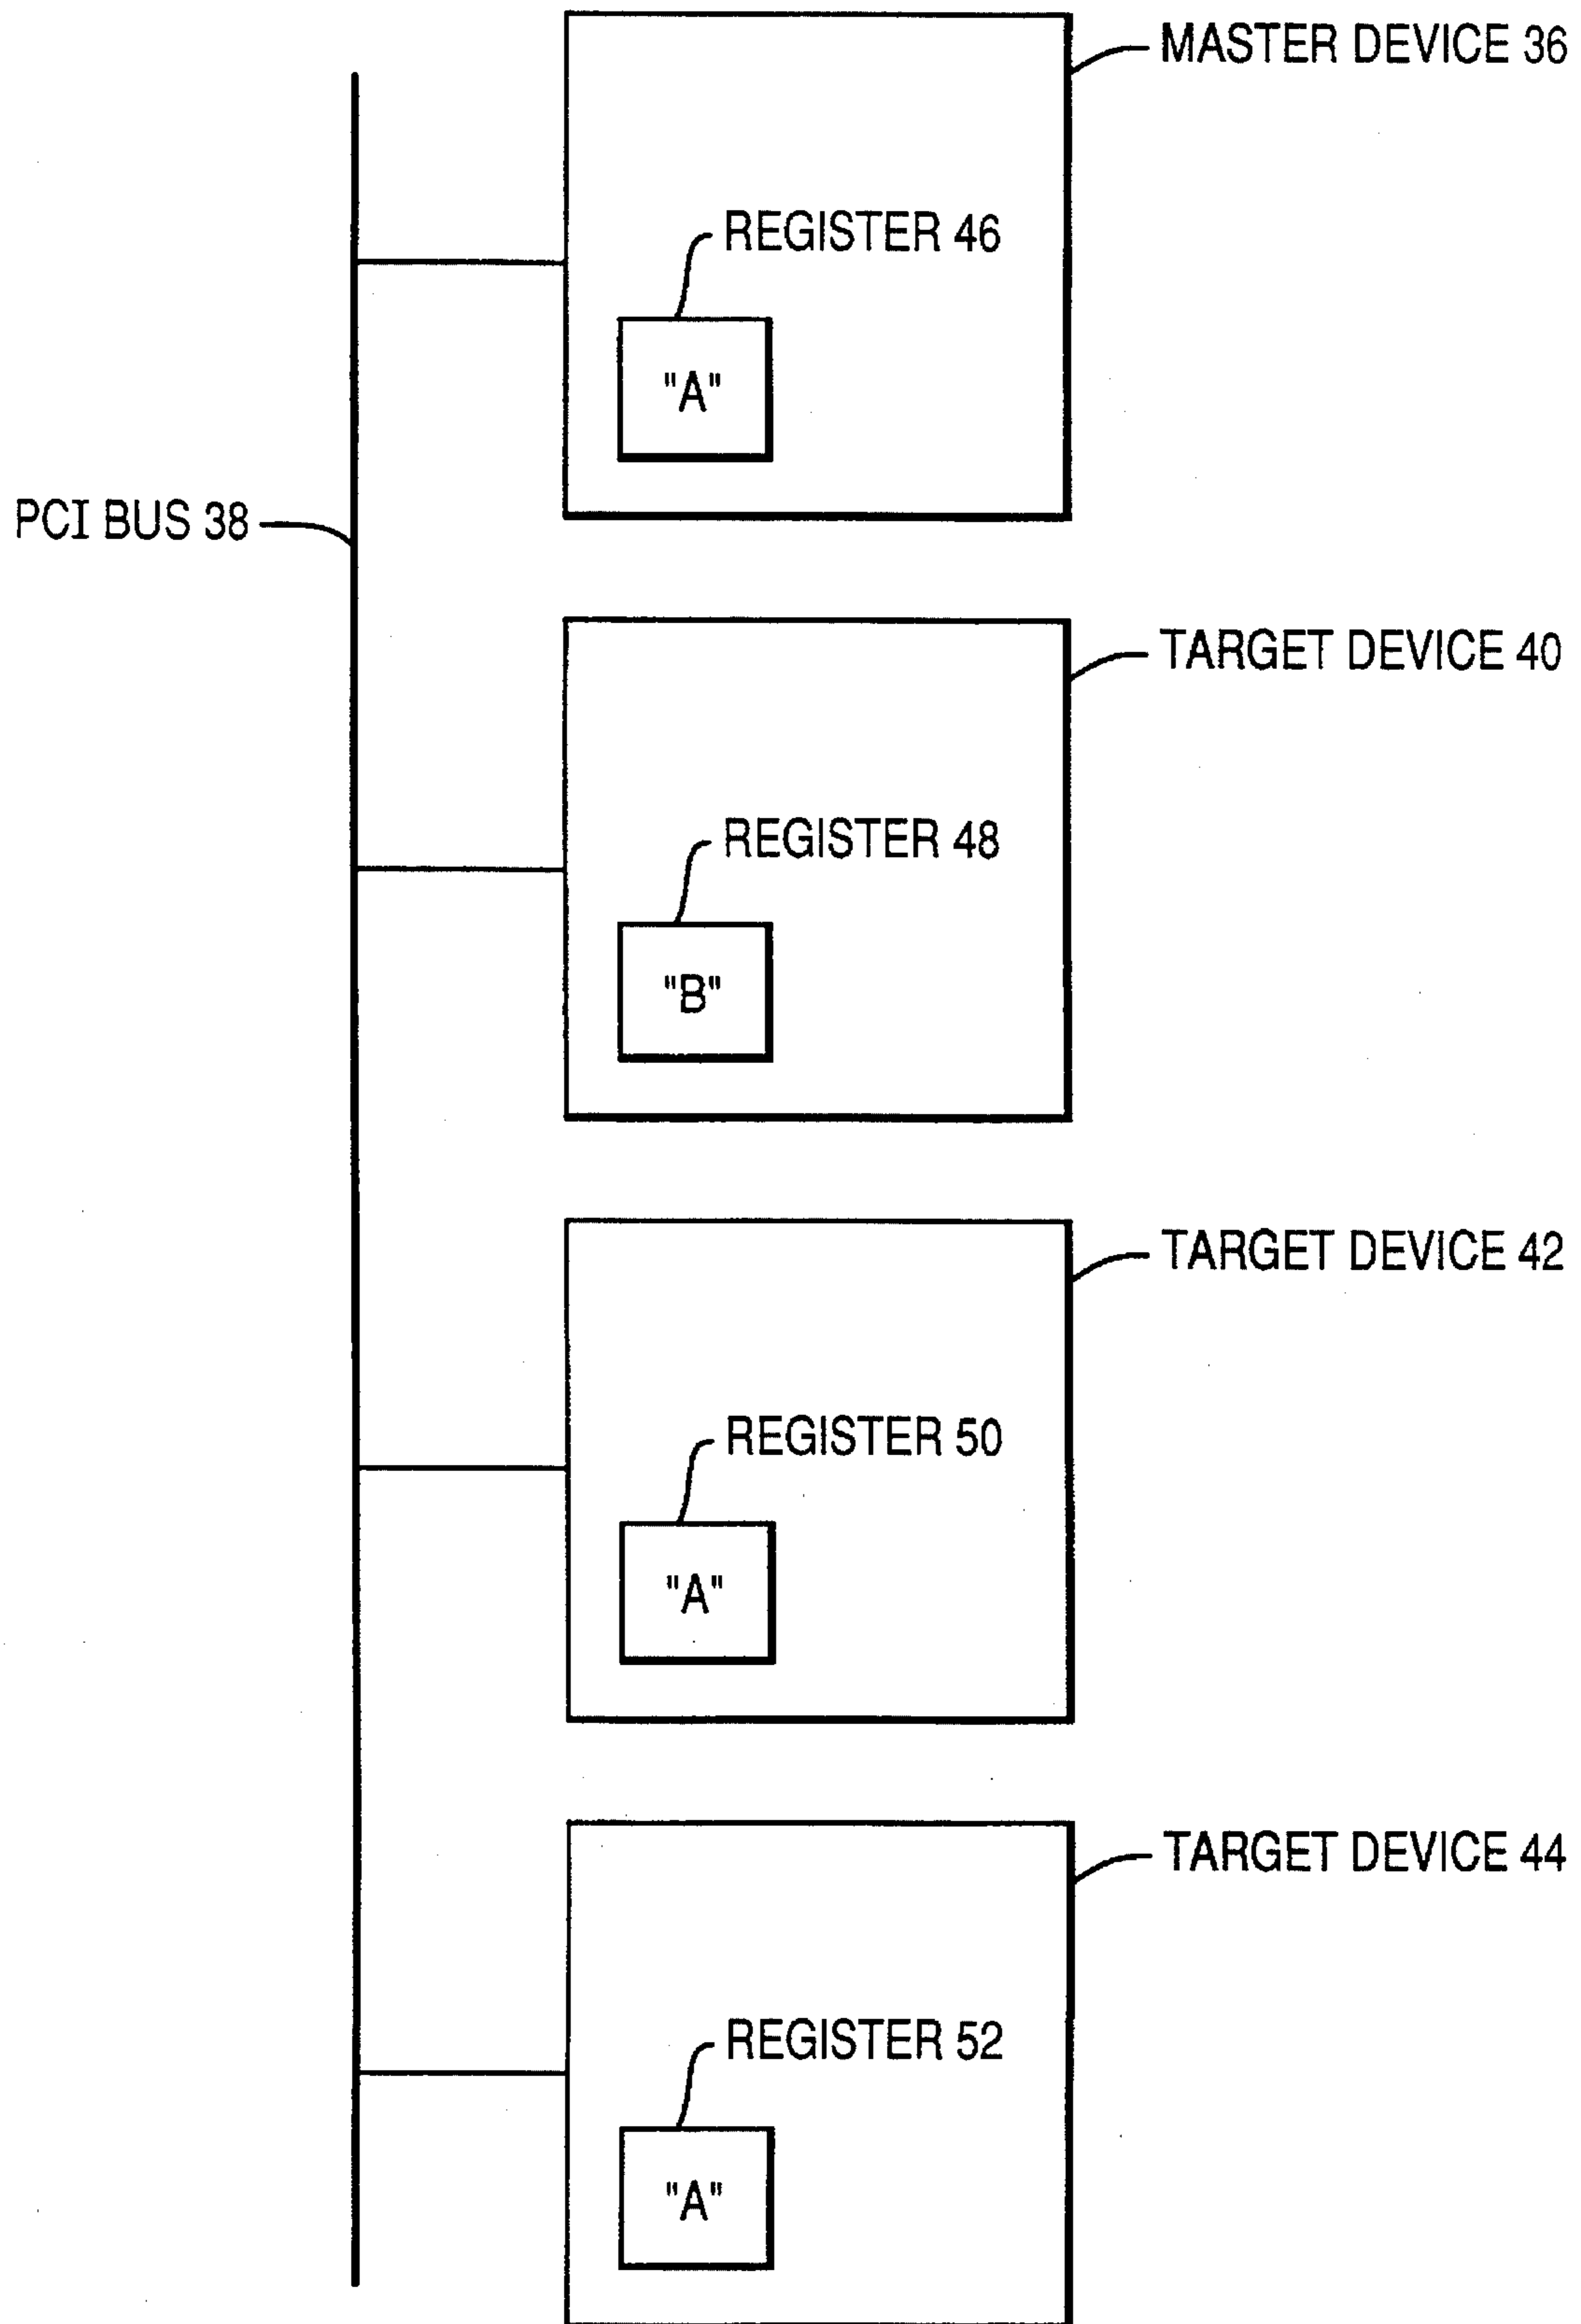 MASTER DEVICE 36
REGISTER 46
"A"
PCI BUS 38
TARGET DEVICE 40
REGISTER 48
"B"
TARGET DEVICE 42
REGISTER 50
"A"
TARGET DEVICE 44
REGISTER 52
"A"